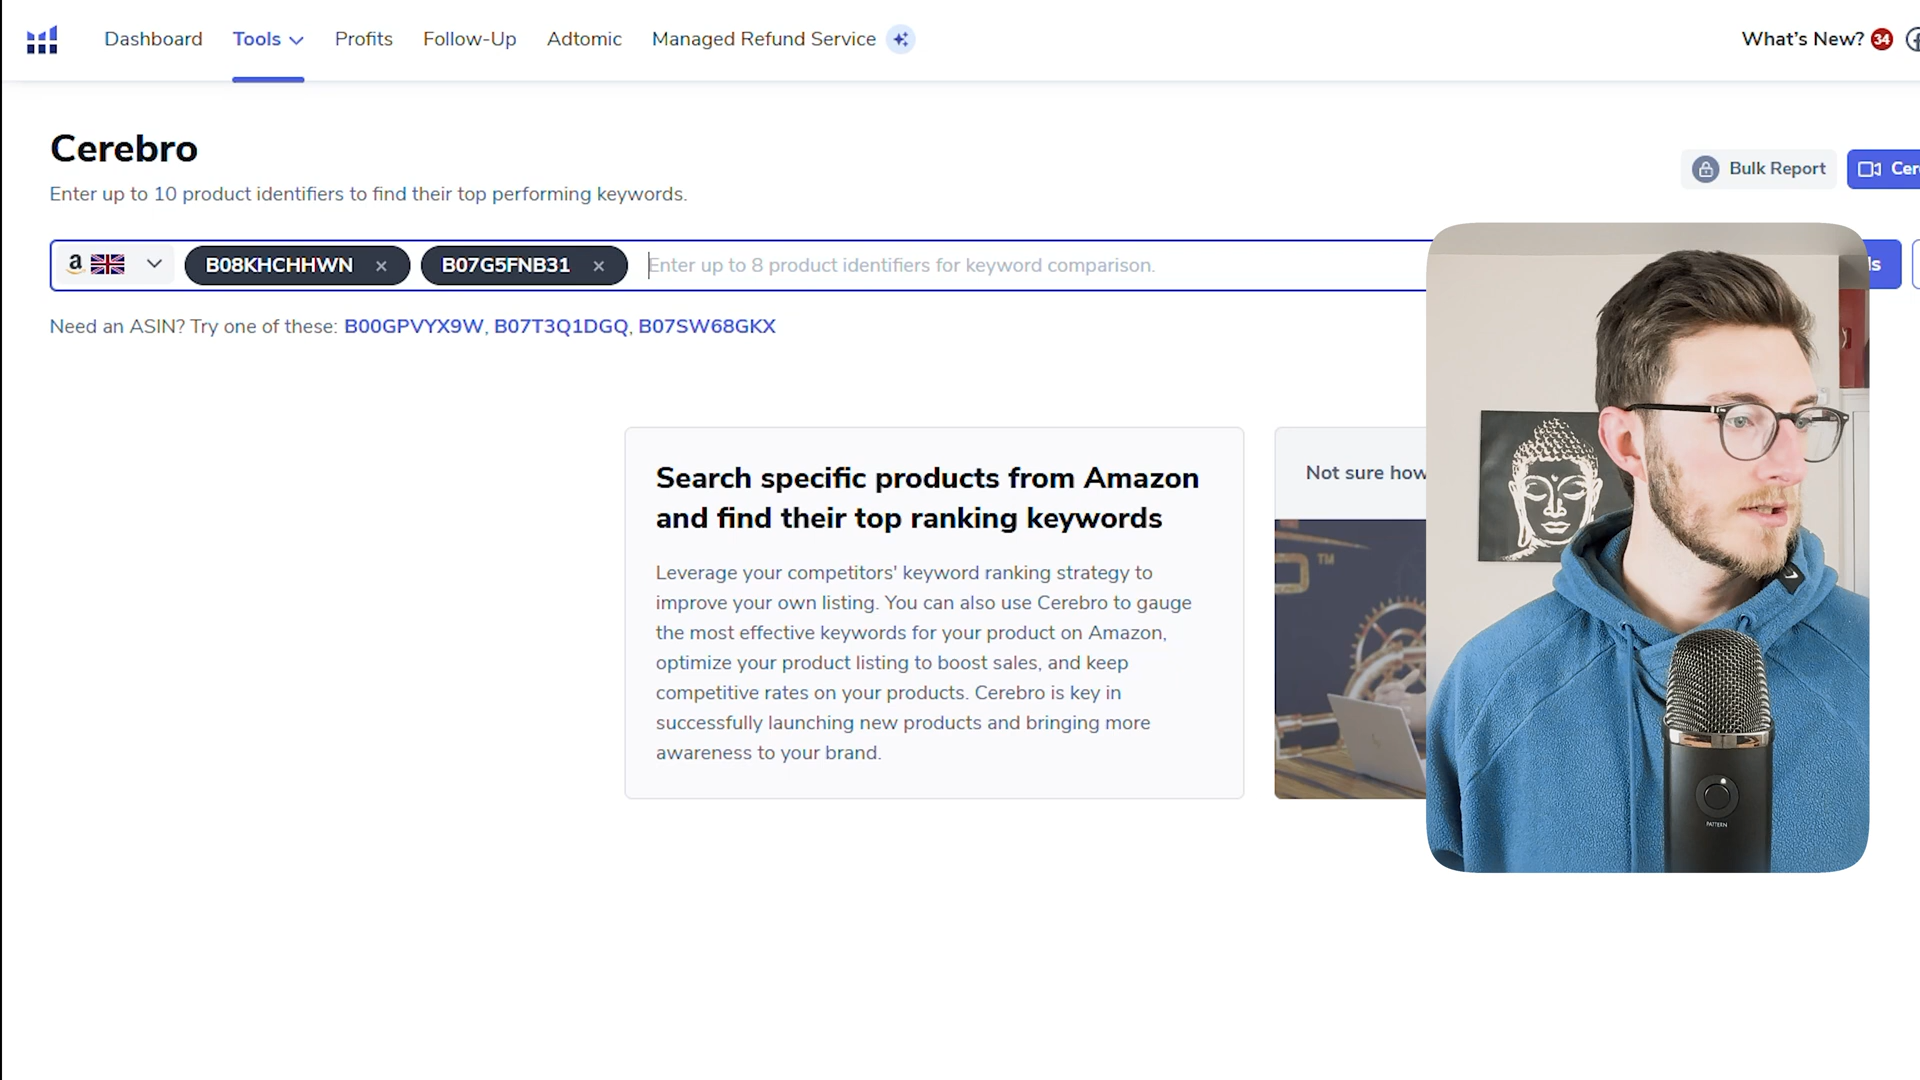 Dashboard Tools Profits Follow-Up Adtomic Managed Refund Service What's New? 34
Cerebro
Enter up to 10 product identifiers to find their top performing keywords.
Bulk Report
B08KHCHHWN B07G5FNB31 Enter up to 8 product identifiers for keyword comparison.
Need an ASIN? Try one of these: B00GPVYX9W, B07T3Q1DGQ, B07SW68GKX
Search specific products from Amazon
and find their top ranking keywords
Not sure how
Leverage your competitors' keyword ranking strategy to
improve your own listing. You can also use Cerebro to gauge
the most effective keywords for your product on Amazon,
optimize your product listing to boost sales, and keep
competitive rates on your products. Cerebro is key in
successfully launching new products and bringing more
awareness to your brand.
TM
PATTERN